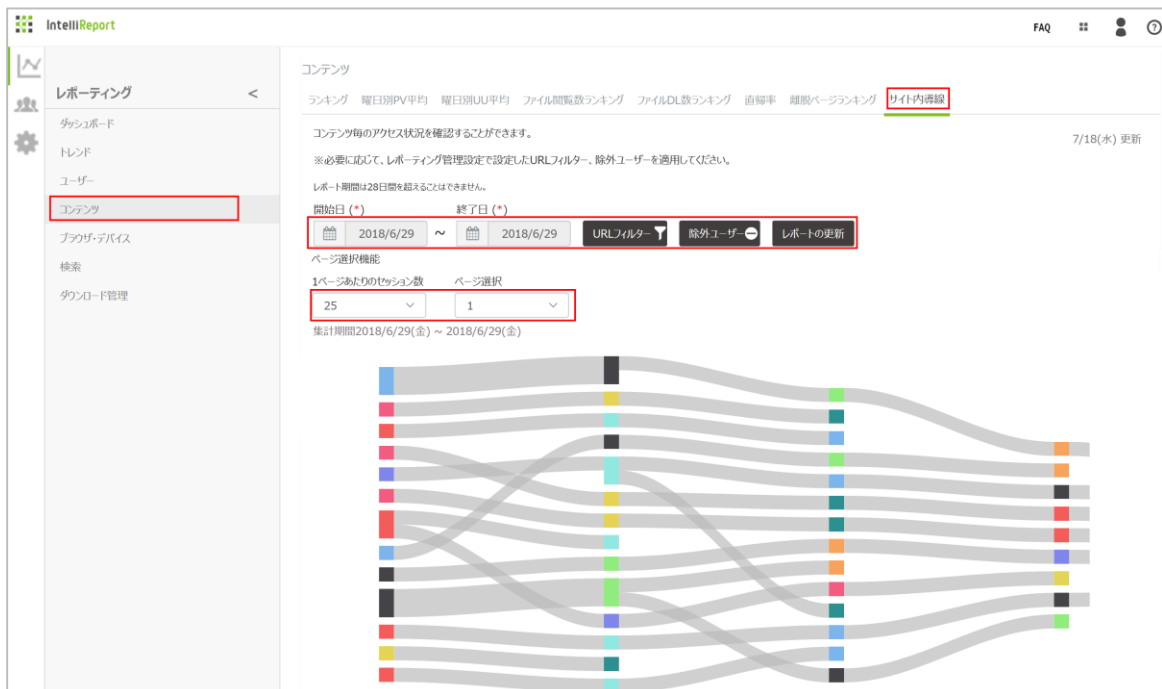 IntelliReport
FAQ
レポーティング <
ダッシュボード
トレンド
ユーザー
コンテンツ
ブラウザ・デバイス
検索
ダウンロード管理
コンテンツ
ランキング 曜日別PV平均 曜日別UU平均 ファイル閲覧数ランキング ファイルDL数ランキング 直帰率 離脱ページランキング サイト内導線
コンテンツ毎のアクセス状況を確認することができます。
7/18(水) 更新
※必要に応じて、レポーティング管理設定で設定したURLフィルター、除外ユーザーを適用してください。
レポート期間は28日間を超えることはできません。
開始日 (*) 終了日 (*)
2018/6/29 ~ 2018/6/29 URLフィルター 除外ユーザー レポートの更新
ページ選択機能
1ページあたりのセッション数 ページ選択
25 1
集計期間2018/6/29(金) ~ 2018/6/29(金)